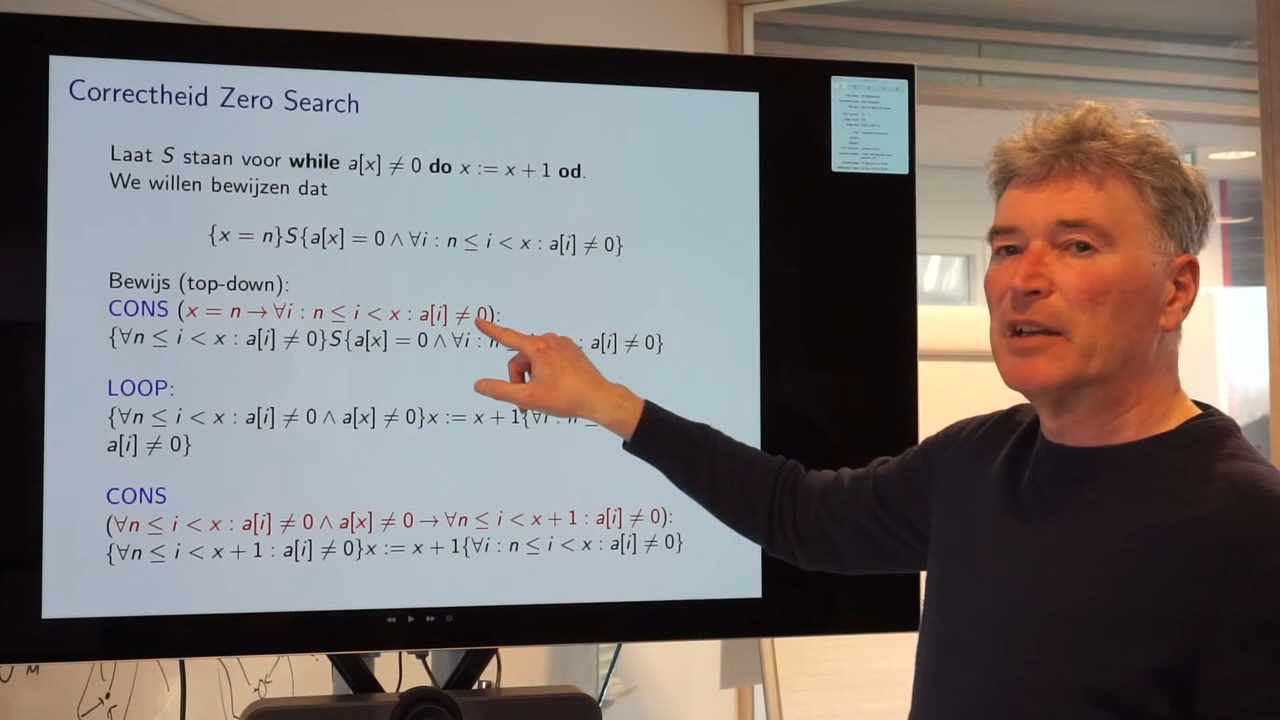 Correctheid Zero Search
Laat S staan voor while a[x] ≠ 0 do x := x + 1 od.
We willen bewijzen dat
{x = n}S{a[x] = 0 ∧ ∀i : n ≤ i < x : a[i] ≠ 0}
Bewijs (top-down):
CONS (x = n → ∀i : n ≤ i < x : a[i] ≠ 0):
{∀n ≤ i < x : a[i] ≠ 0}S{a[x] = 0 ∧ ∀i : n a[i] ≠ 0}
LOOP:
{∀n ≤ i < x : a[i] ≠ 0 ∧ a[x] ≠ 0}x := x + 1{∀i : n ≤
a[i] ≠ 0}
CONS
(∀n ≤ i < x : a[i] ≠ 0 ∧ a[x] ≠ 0 → ∀n ≤ i < x + 1 : a[i] ≠ 0):
{∀n ≤ i < x + 1 : a[i] ≠ 0}x := x + 1{∀i : n ≤ i < x : a[i] ≠ 0}